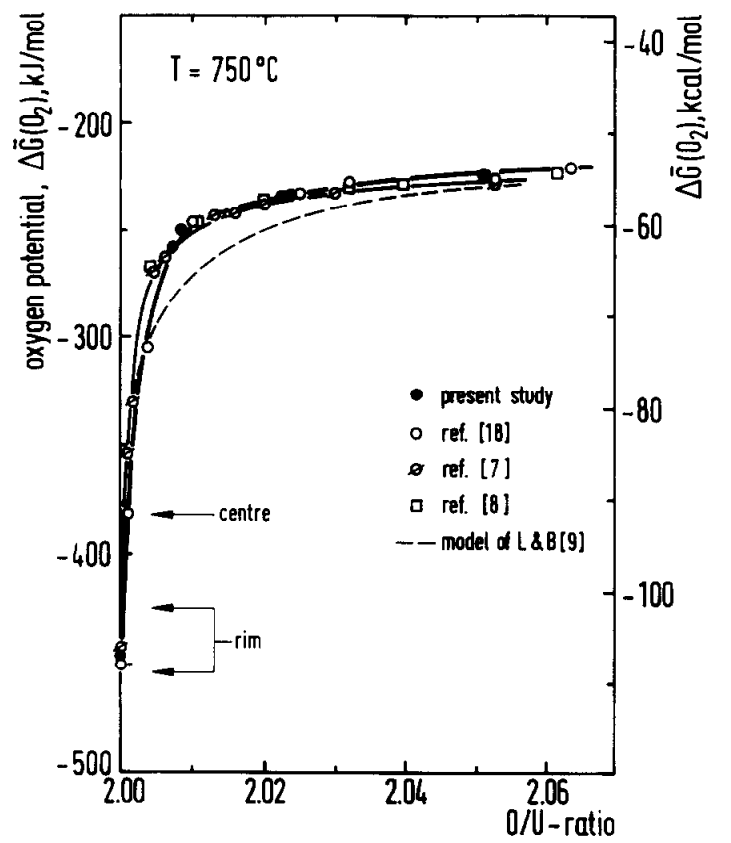 T = 750°C
oxygen potential, ΔḠ(O₂), kJ/mol
-200
-300
-400
-500
ΔḠ(O₂), kcal/mol
-40
-60
-80
-100
● present study
○ ref. [18]
⌀ ref. [7]
□ ref. [8]
— — model of L & B [9]
centre
rim
2.00
2.02
2.04
2.06
O/U-ratio